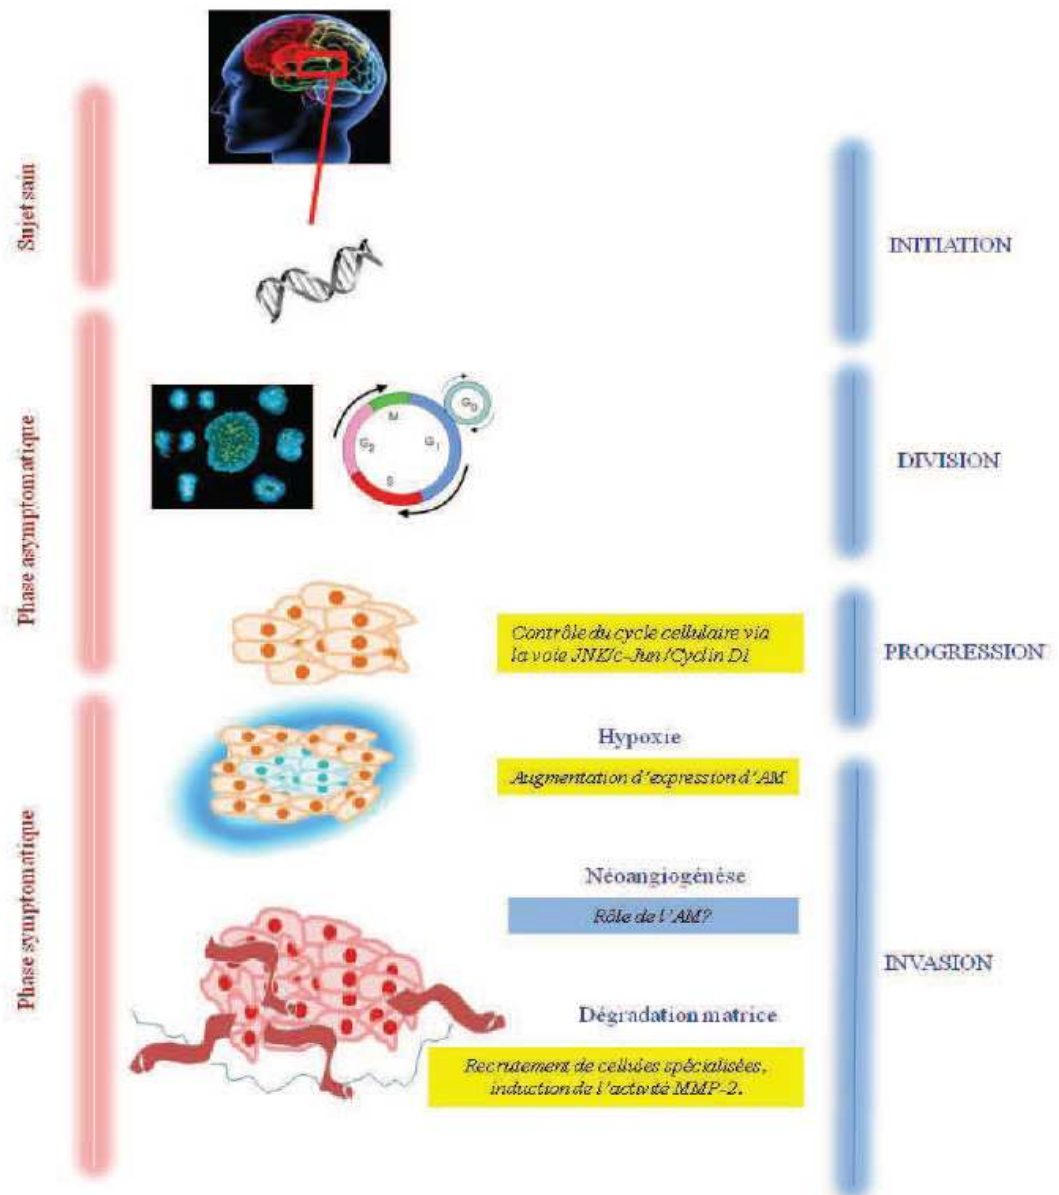 Sujet sain
INITIATION
Phase asymptomatique
M
G0
G2
G1
S
DIVISION
Contrôle du cycle cellulaire via
la voie JNK/c-Jun/Cyclin D1
PROGRESSION
Phase symptomatique
Hypoxie
Augmentation d'expression d'AM
Néoangiogénèse
Rôle de l'AM?
INVASION
Dégradation matrice
Recrutement de cellules spécialisées,
induction de l'activité MMP-2.